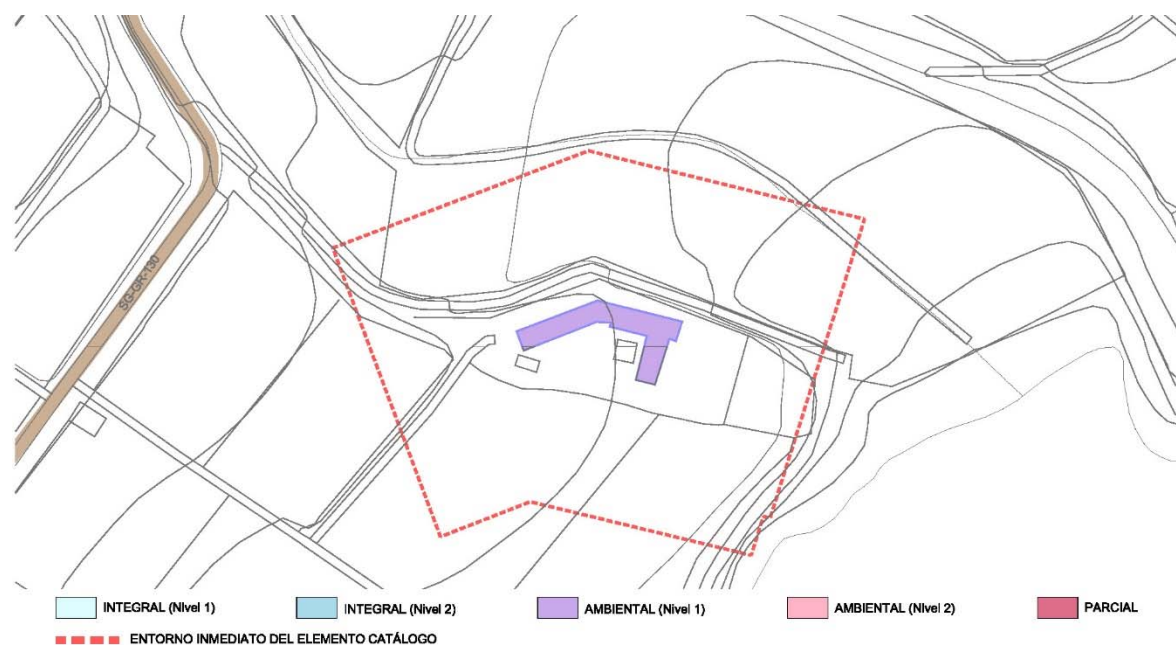 SG-GR-130
INTEGRAL (Nivel 1)
INTEGRAL (Nivel 2)
AMBIENTAL (Nivel 1)
AMBIENTAL (Nivel 2)
PARCIAL
ENTORNO INMEDIATO DEL ELEMENTO CATÁLOGO